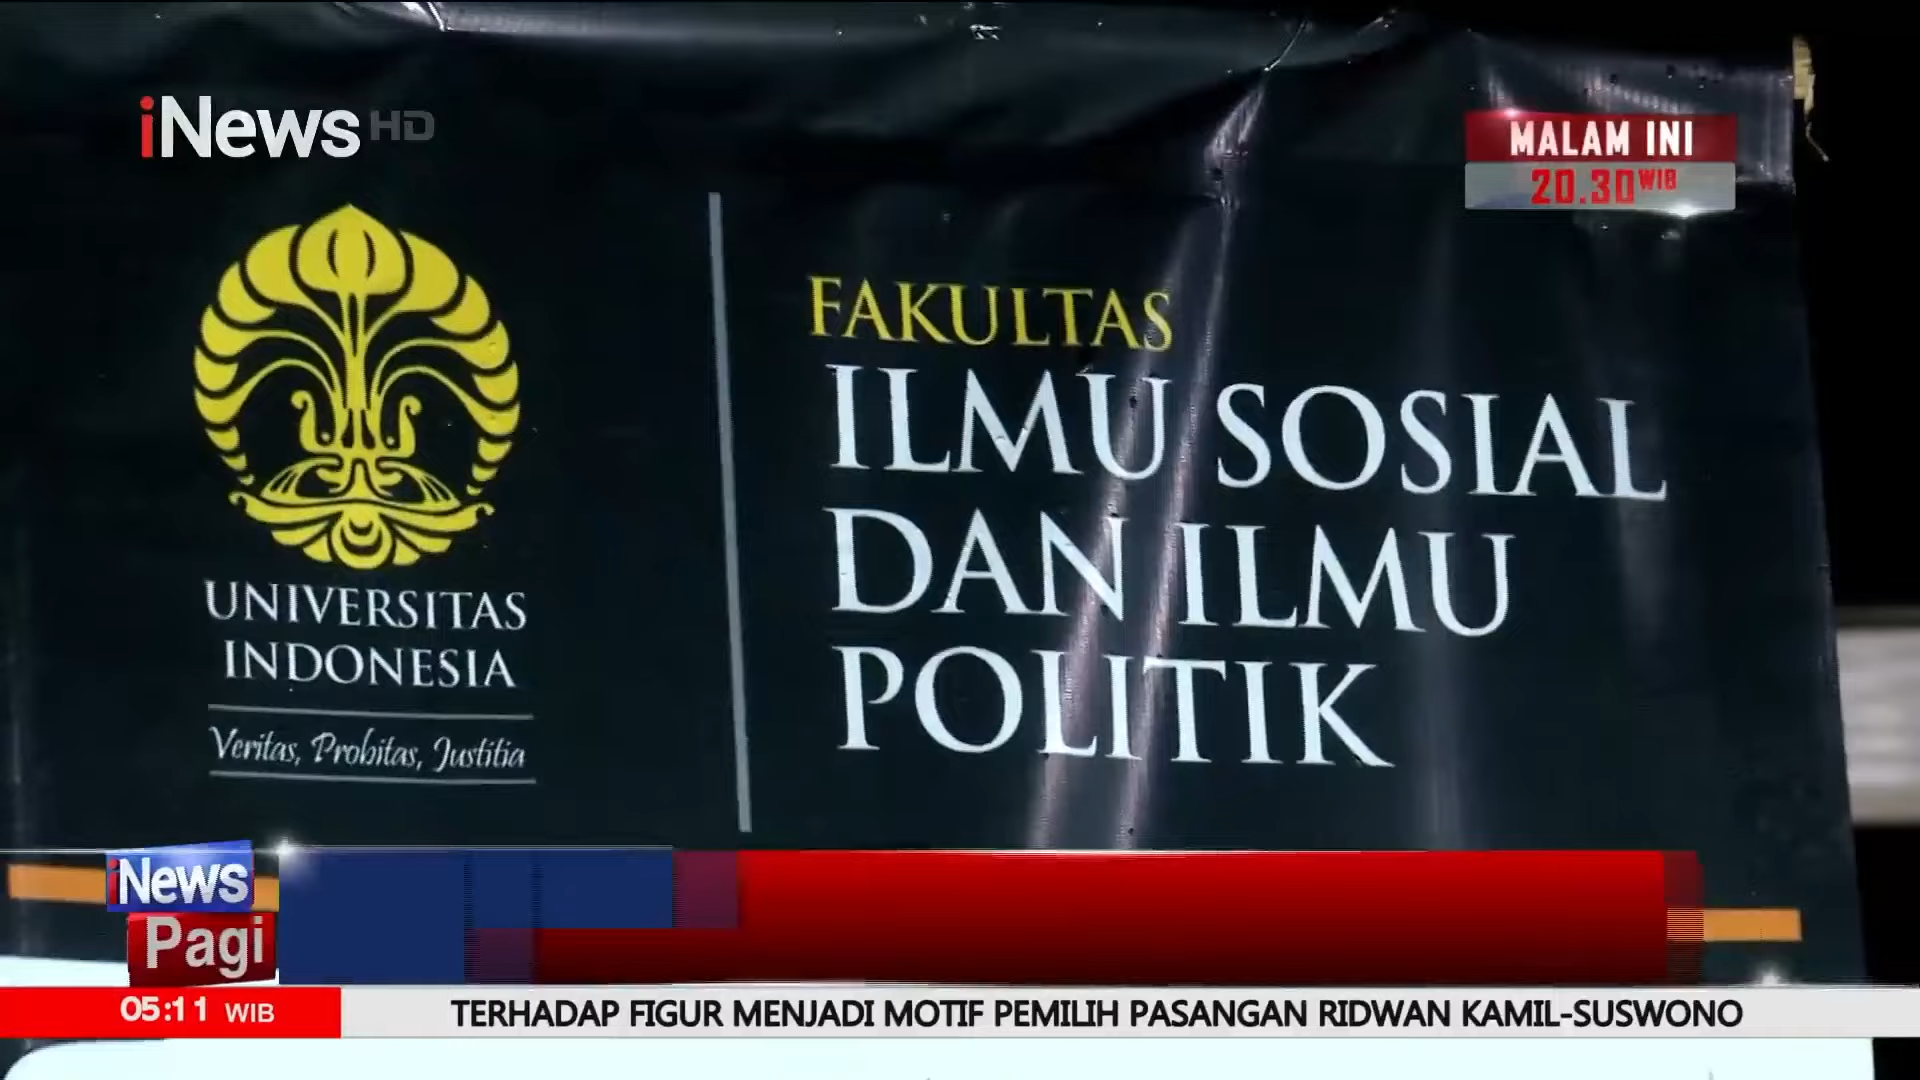 iNews HD
MALAM INI
20.30 WIB
FAKULTAS
ILMU SOSIAL
DAN ILMU
POLITIK
UNIVERSITAS
INDONESIA
Veritas, Probitas, Justitia
iNews
Pagi
05:11 WIB
TERHADAP FIGUR MENJADI MOTIF PEMILIH PASANGAN RIDWAN KAMIL-SUSWONO